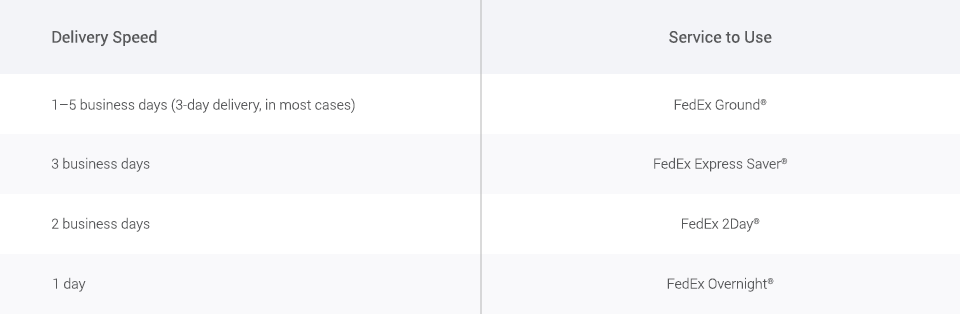 Delivery Speed Service to Use
1–5 business days (3-day delivery, in most cases) FedEx Ground®
3 business days FedEx Express Saver®
2 business days FedEx 2Day®
1 day FedEx Overnight®